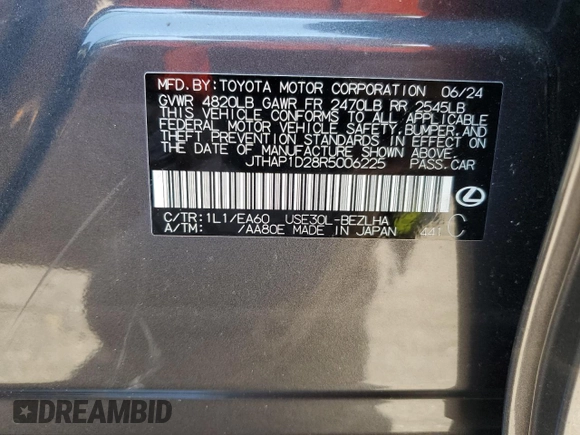 MFD.BY:TOYOTA MOTOR CORPORATION 06/24
GVWR 4820LB GAWR FR 2470LB RR 2545LB
THIS VEHICLE CONFORMS TO ALL APPLICABLE
FEDERAL MOTOR VEHICLE SAFETY, BUMPER, AND
THEFT PREVENTION STANDARDS IN EFFECT ON
THE DATE OF MANUFACTURE SHOWN ABOVE.
JTHAP1D28R5006225 PASS.CAR
C/TR:1L1/EA60 USE30L-BEZLHA C
A/TM: /AA80E MADE IN JAPAN 441
DREAMBID